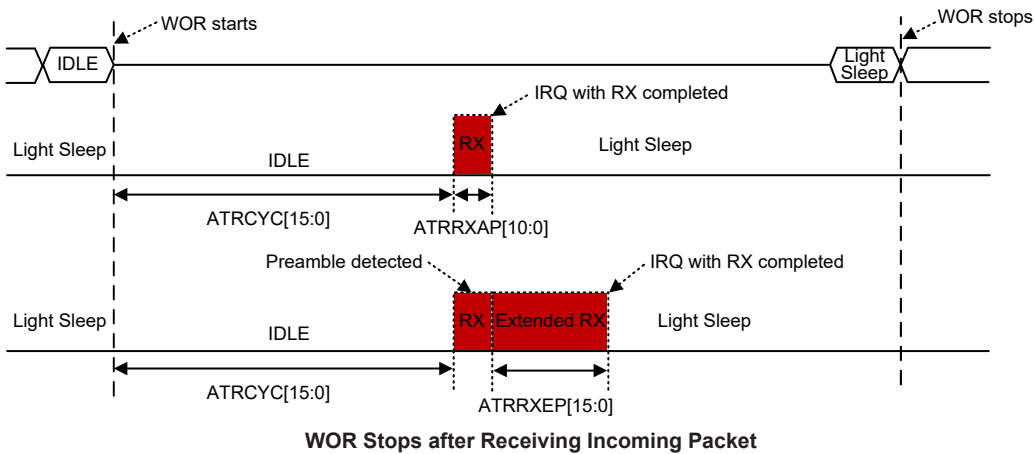 WOR starts
WOR stops
IDLE
Light
Sleep
IRQ with RX completed
Light Sleep
IDLE
RX
Light Sleep
ATRCYC[15:0]
ATRRXAP[10:0]
Preamble detected
IRQ with RX completed
Light Sleep
IDLE
RX
Extended RX
Light Sleep
ATRCYC[15:0]
ATRRXEP[15:0]
WOR Stops after Receiving Incoming Packet